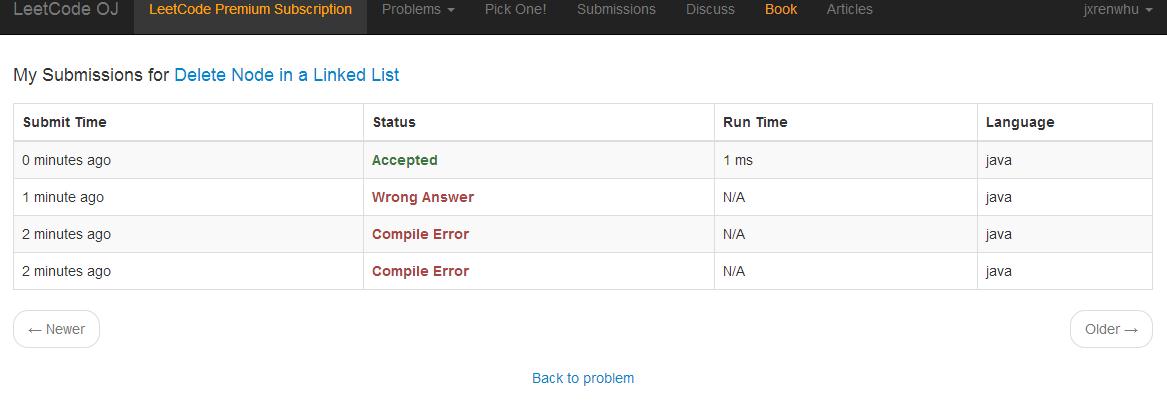 LeetCode OJ LeetCode Premium Subscription Problems Pick One! Submissions Discuss Book Articles jxrenwhu
My Submissions for Delete Node in a Linked List
Submit Time Status Run Time Language
0 minutes ago Accepted 1 ms java
1 minute ago Wrong Answer N/A java
2 minutes ago Compile Error N/A java
2 minutes ago Compile Error N/A java
← Newer Older →
Back to problem